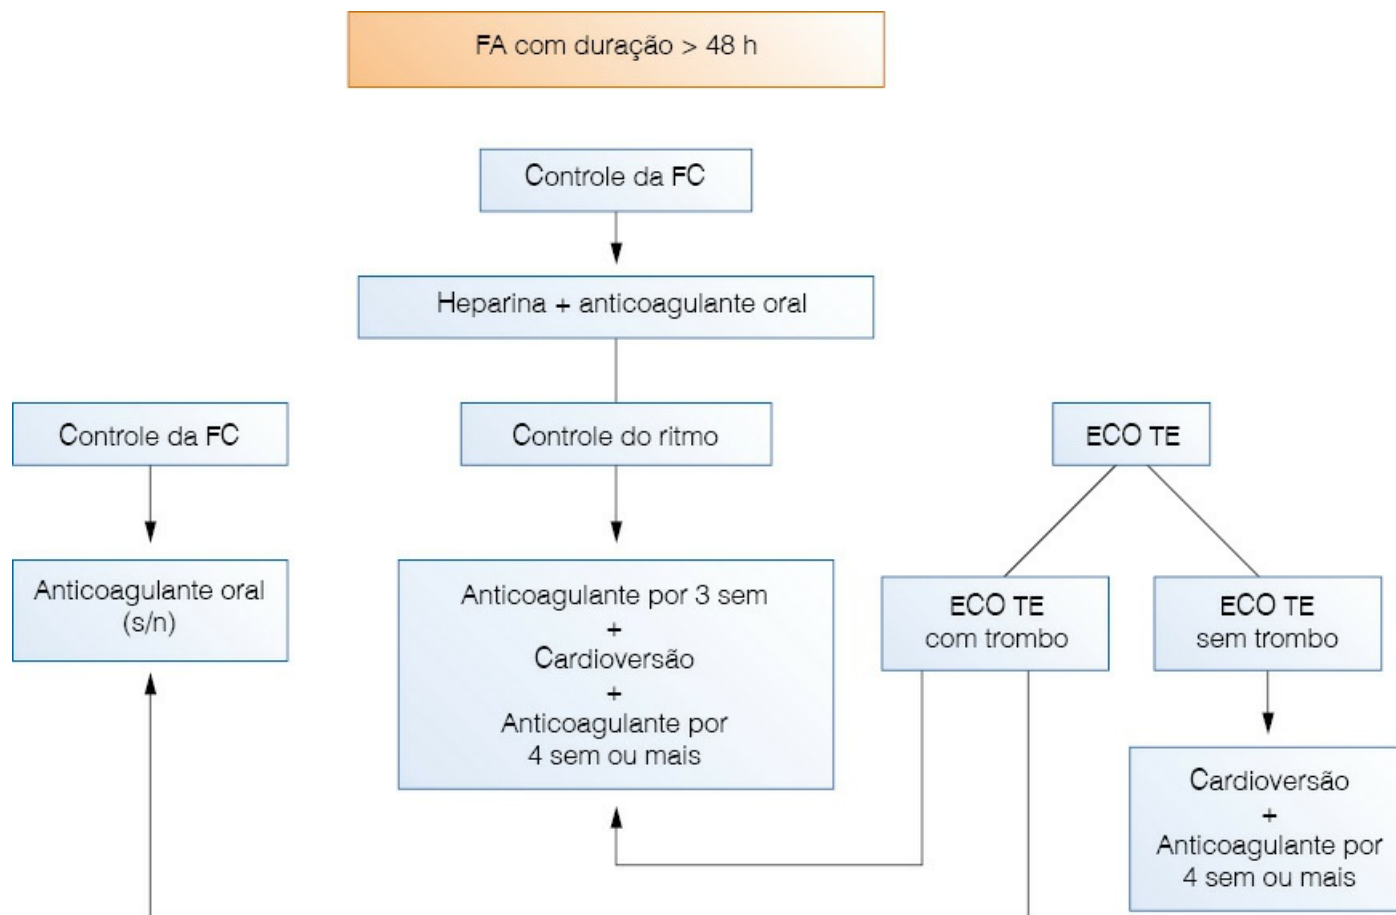 FA com duração > 48 h
Controle da FC
Heparina + anticoagulante oral
Controle da FC
Controle do ritmo
ECO TE
Anticoagulante oral
(s/n)
Anticoagulante por 3 sem
+
Cardioversão
+
Anticoagulante por
4 sem ou mais
ECO TE
com trombo
ECO TE
sem trombo
Cardioversão
+
Anticoagulante por
4 sem ou mais